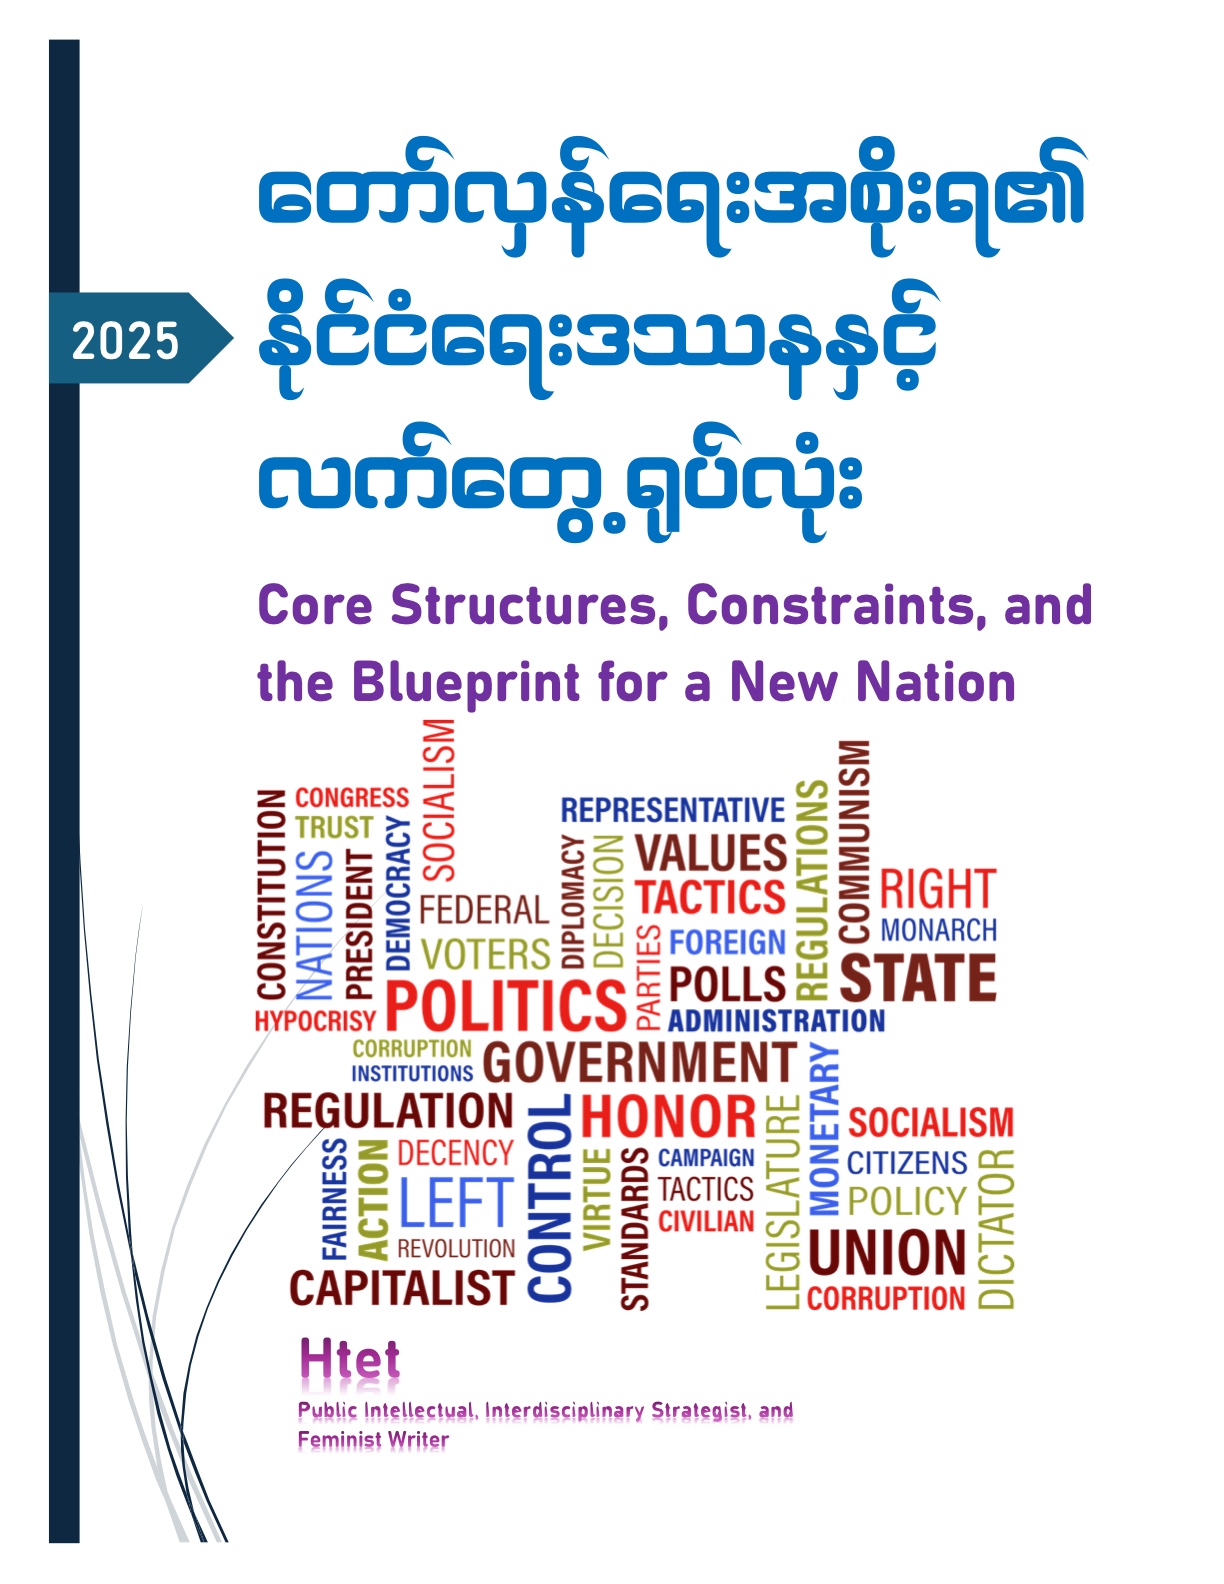 တော်လှန်ရေးအစိုးရ၏
2025
နိုင်ငံရေးဒဿနနှင့်
လက်တွေ့ရုပ်လုံး
Core Structures, Constraints, and
the Blueprint for a New Nation
CONSTITUTION
CONGRESS
TRUST
NATIONS
PRESIDENT
DEMOCRACY
SOCIALISM
FEDERAL
VOTERS
HYPOCRISY
POLITICS
REPRESENTATIVE
DIPLOMACY
DECISION
VALUES
TACTICS
PARTIES
FOREIGN
POLLS
REGULATIONS
COMMUNISM
RIGHT
MONARCH
STATE
ADMINISTRATION
CORRUPTION
INSTITUTIONS
GOVERNMENT
REGULATION
FAIRNESS
ACTION
DECENCY
LEFT
REVOLUTION
CAPITALIST
CONTROL
HONOR
VIRTUE
STANDARDS
CAMPAIGN
TACTICS
CIVILIAN
LEGISLATURE
MONETARY
SOCIALISM
CITIZENS
POLICY
UNION
CORRUPTION
DICTATOR
Htet
Public Intellectual, Interdisciplinary Strategist, and
Feminist Writer